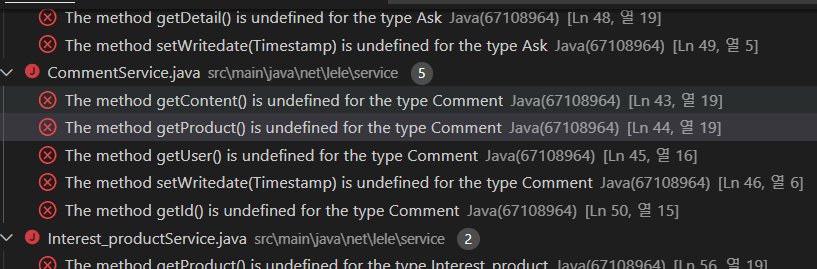 The method getDetail() is undefined for the type Ask Java(67108964) [Ln 48, 열 19]
The method setWritedate(Timestamp) is undefined for the type Ask Java(67108964) [Ln 49, 열 5]
CommentService.java src\main\java\net\lele\service 5
The method getContent() is undefined for the type Comment Java(67108964) [Ln 43, 열 19]
The method getProduct() is undefined for the type Comment Java(67108964) [Ln 44, 열 19]
The method getUser() is undefined for the type Comment Java(67108964) [Ln 45, 열 16]
The method setWritedate(Timestamp) is undefined for the type Comment Java(67108964) [Ln 46, 열 6]
The method getId() is undefined for the type Comment Java(67108964) [Ln 50, 열 15]
Interest_productService.java src\main\java\net\lele\service 2
The method getProduct() is undefined for the type Interest_product Java(67108964) [Ln 56, 열 19]